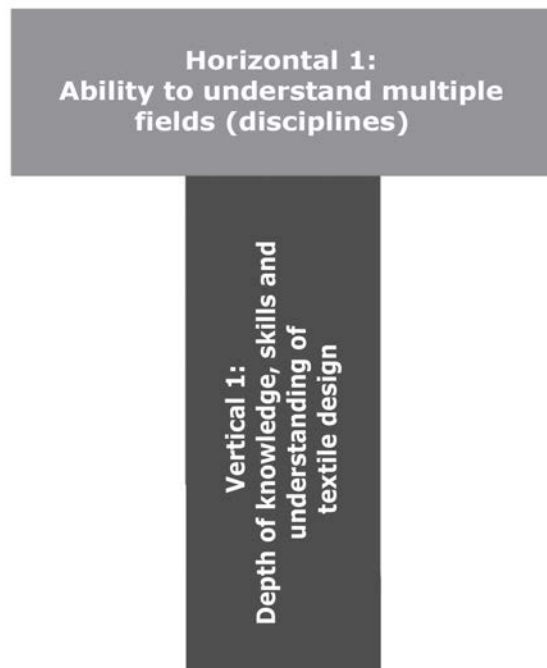 Horizontal 1:
Ability to understand multiple
fields (disciplines)
Vertical 1:
Depth of knowledge, skills and
understanding of
textile design